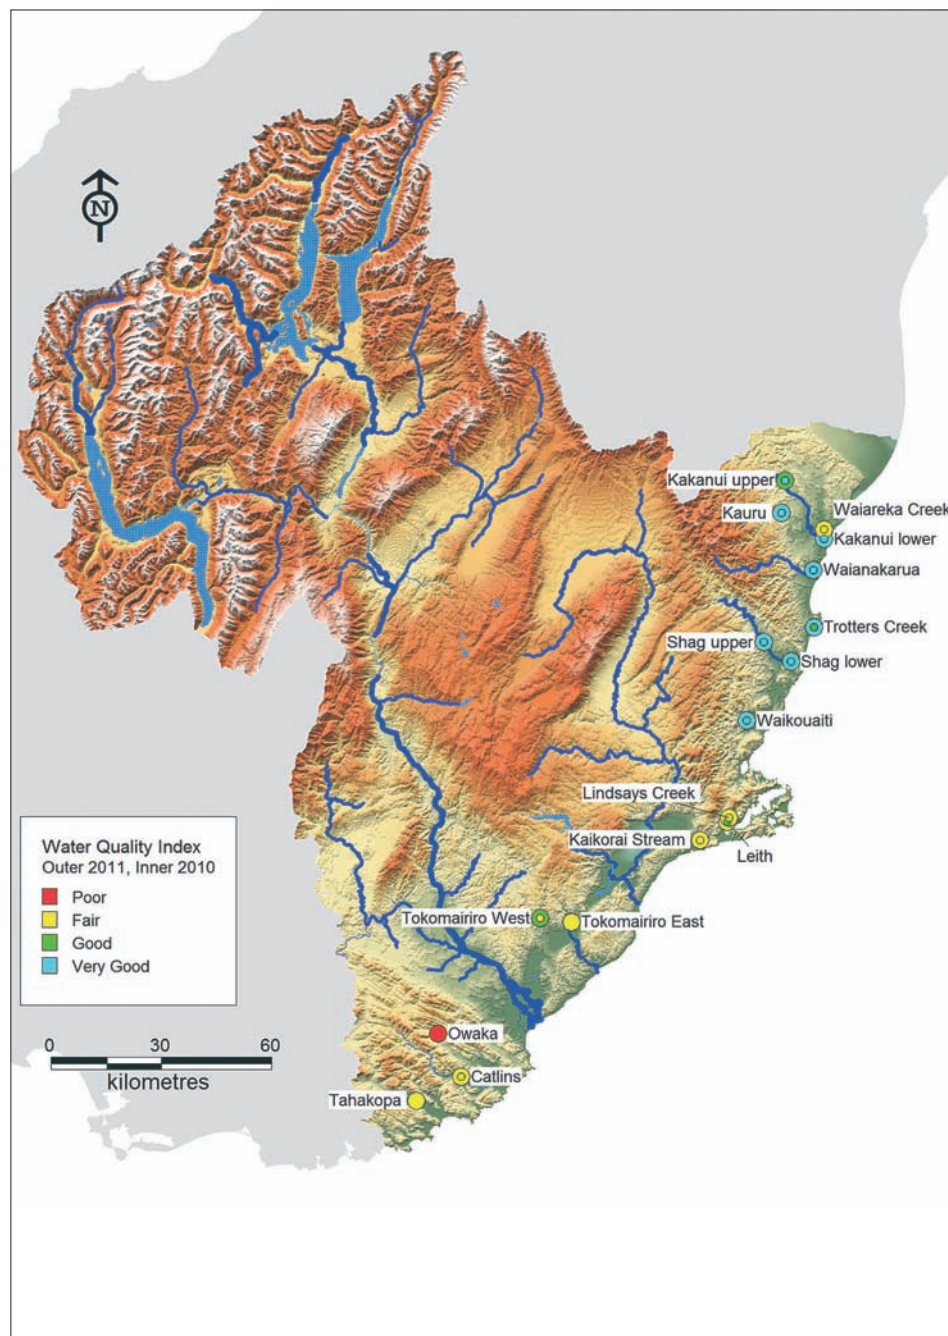 N
Kakanui upper
Kauru
Waiareka Creek
Kakanui lower
Waianakarua
Trotters Creek
Shag upper
Shag lower
Waikouaiti
Lindsays Creek
Kaikorai Stream
Leith
Water Quality Index
Outer 2011, Inner 2010
Poor
Fair
Good
Very Good
Tokomairiro West
Tokomairiro East
Owaka
0 30 60
kilometres
Catlins
Tahakopa